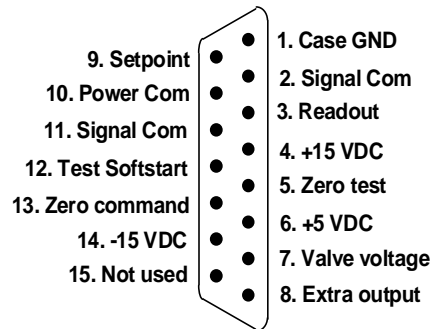 1. Case GND
9. Setpoint
2. Signal Com
10. Power Com
3. Readout
11. Signal Com
4. +15 VDC
12. Test Softstart
5. Zero test
13. Zero command
6. +5 VDC
14. -15 VDC
7. Valve voltage
15. Not used
8. Extra output